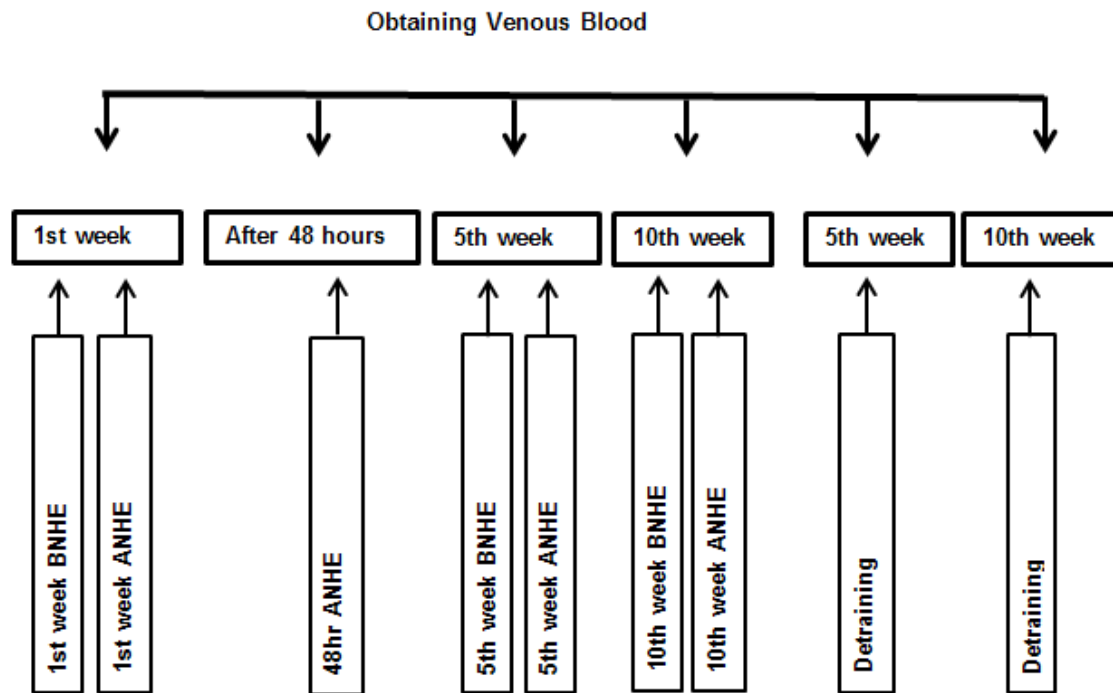 Obtaining Venous Blood
1st week
After 48 hours
5th week
10th week
5th week
10th week
1st week BNHE
1st week ANHE
48hr ANHE
5th week BNHE
5th week ANHE
10th week BNHE
10th week ANHE
Detraining
Detraining